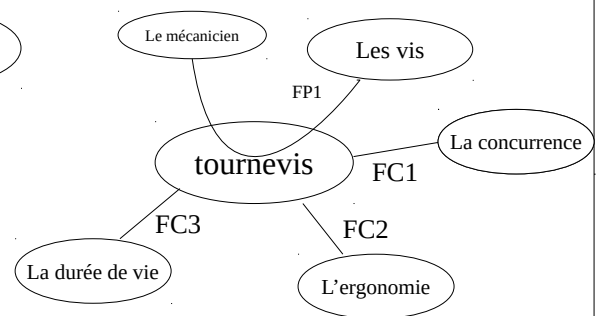 Le mécanicien
Les vis
FP1
La concurrence
tournevis
FC1
FC3
FC2
La durée de vie
L'ergonomie